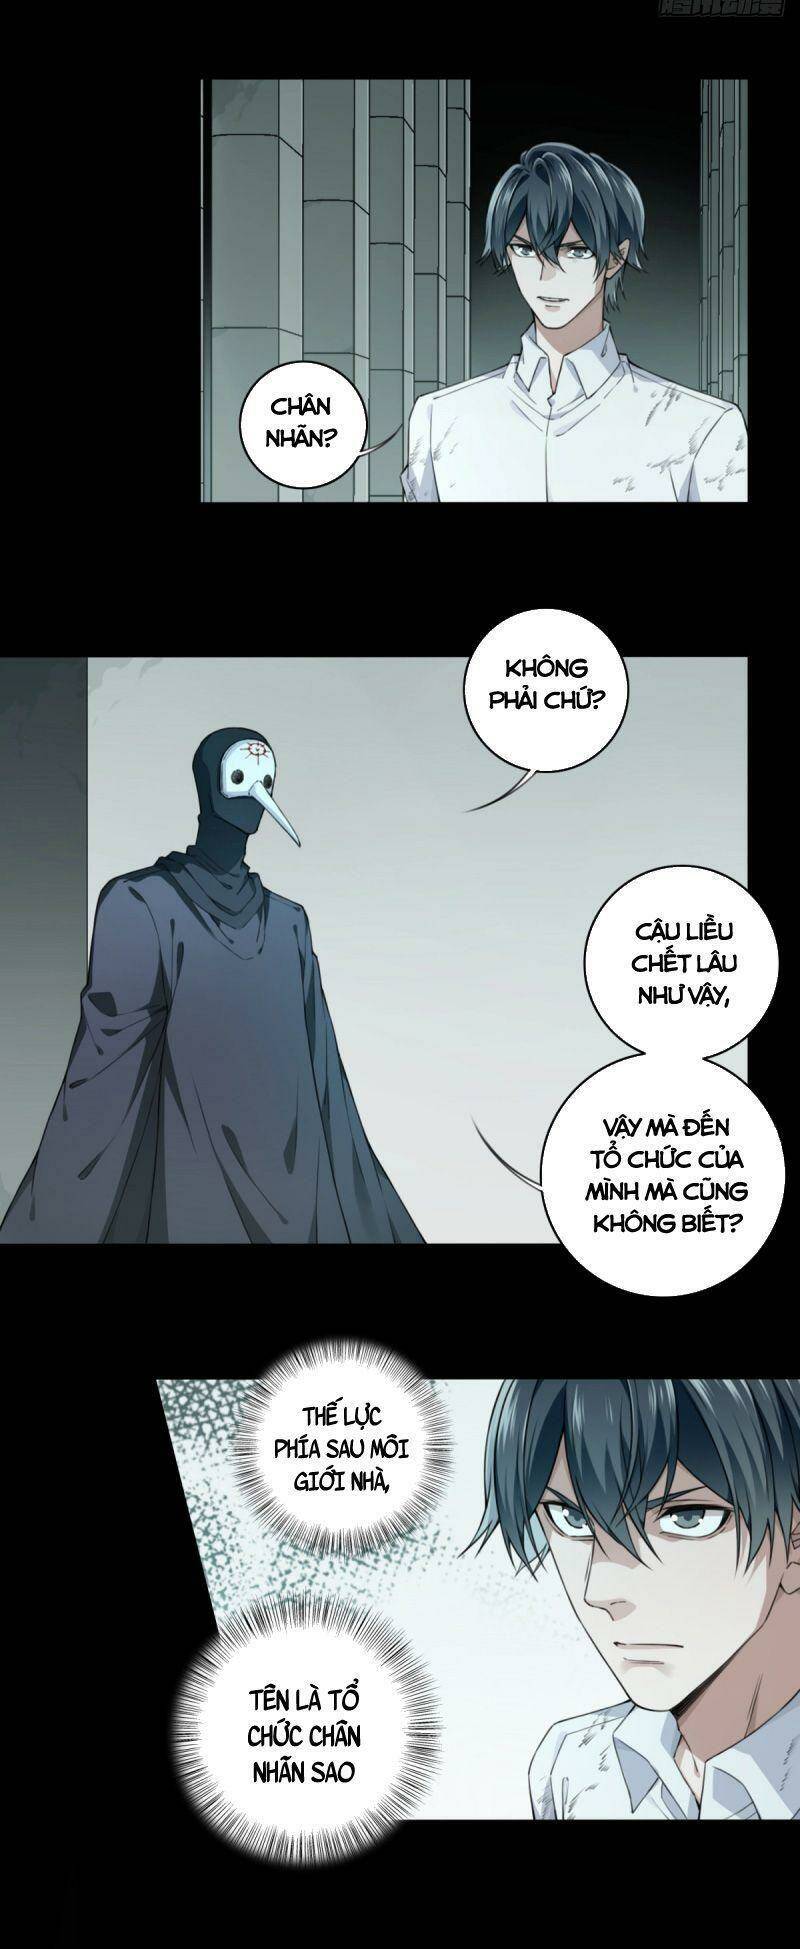 CHÂN
NHÃN?
KHÔNG
PHẢI CHỨ?
CẬU LIỀU
CHẾT LÂU
NHƯ VẬY,
VẬY MÀ ĐẾN
TỔ CHỨC CỦA
MÌNH MÀ CŨNG
KHÔNG BIẾT?
THẾ LỰC
PHÍA SAU MÔI
GIỚI NHÀ,
TÊN LÀ TỔ
CHỨC CHÂN
NHÃN SAO